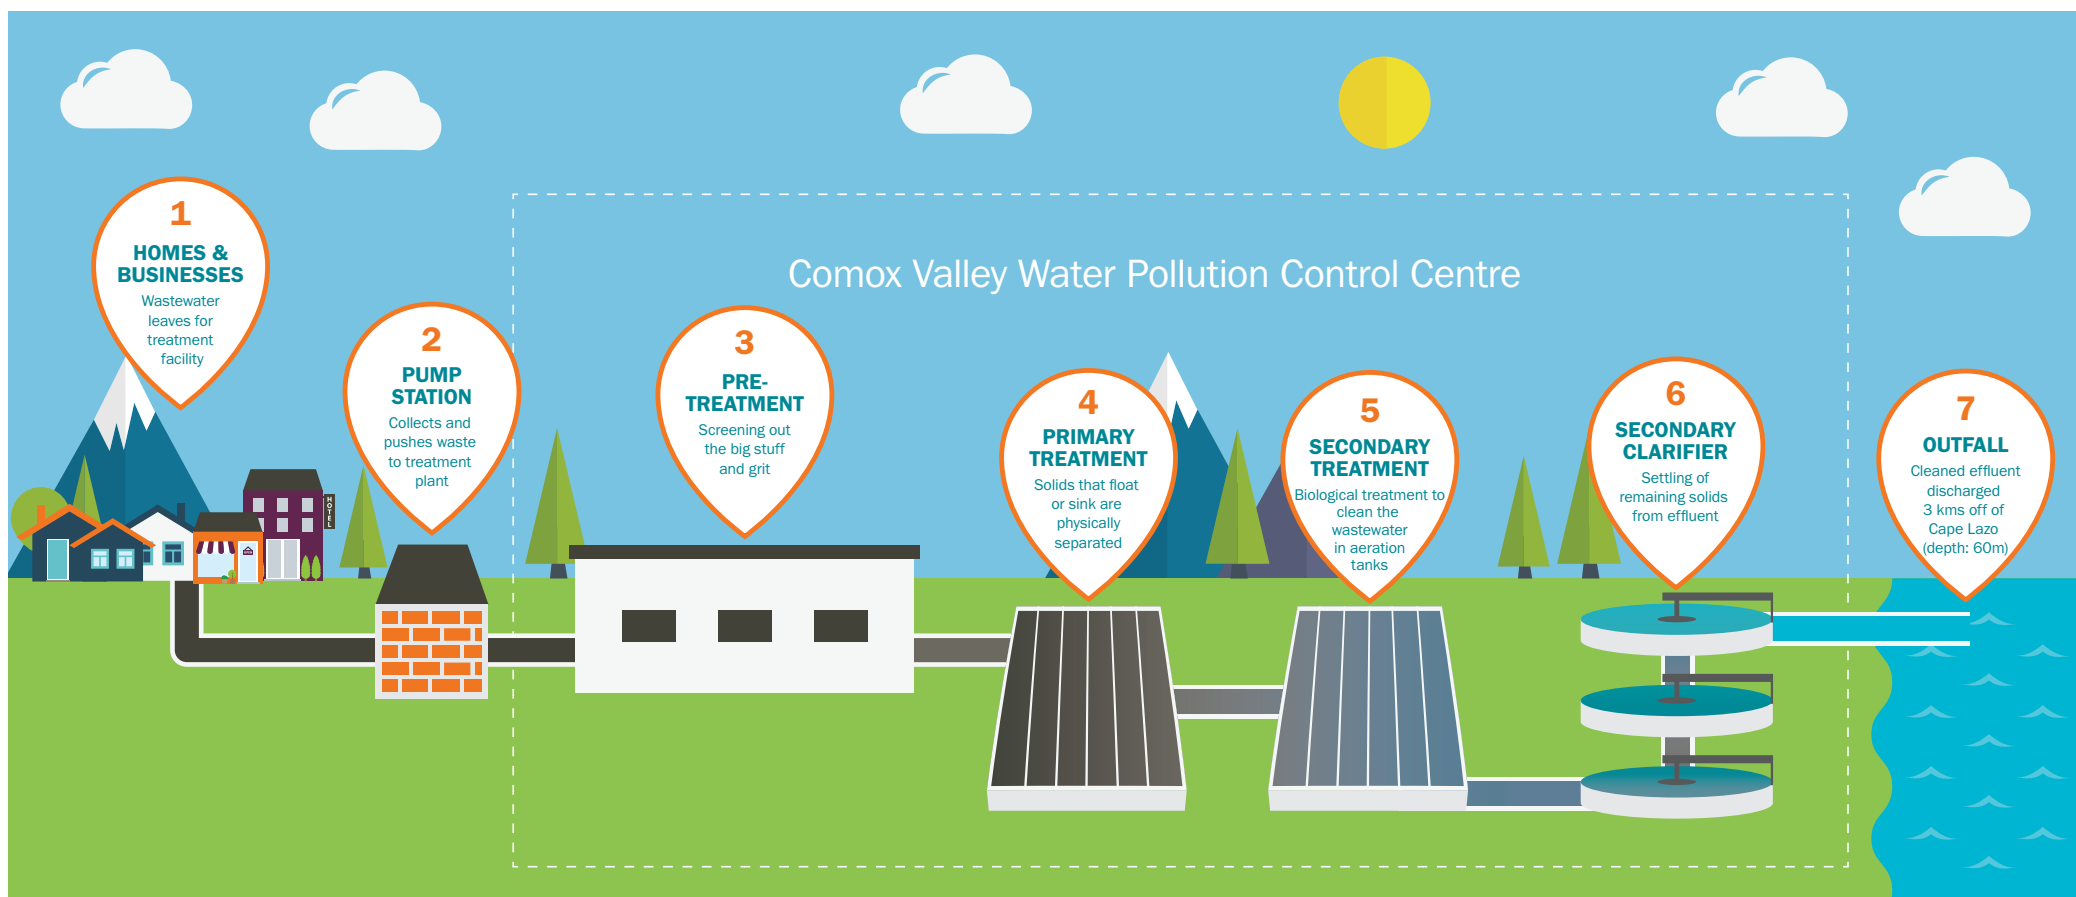 Comox Valley Water Pollution Control Centre
1
HOMES &
BUSINESSES
Wastewater
leaves for
treatment
facility
2
PUMP
STATION
Collects and
pushes waste
to treatment
plant
3
PRE-
TREATMENT
Screening out
the big stuff
and grit
4
PRIMARY
TREATMENT
Solids that float
or sink are
physically
separated
5
SECONDARY
TREATMENT
Biological treatment to
clean the
wastewater
in aeration
tanks
6
SECONDARY
CLARIFIER
Settling of
remaining solids
from effluent
7
OUTFALL
Cleaned effluent
discharged
3 kms off of
Cape Lazo
(depth: 60m)
HOTEL